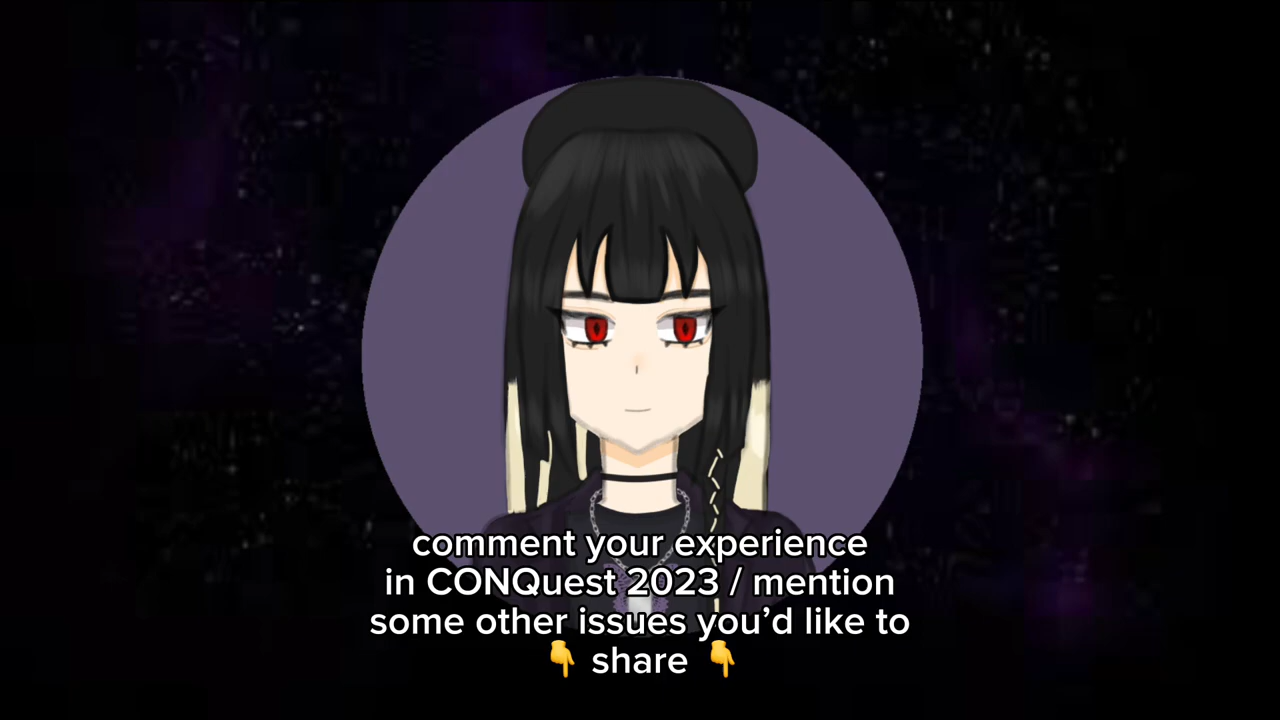 comment your experience
in CONQuest 2023 / mention
some other issues you’d like to
👇 share 👇